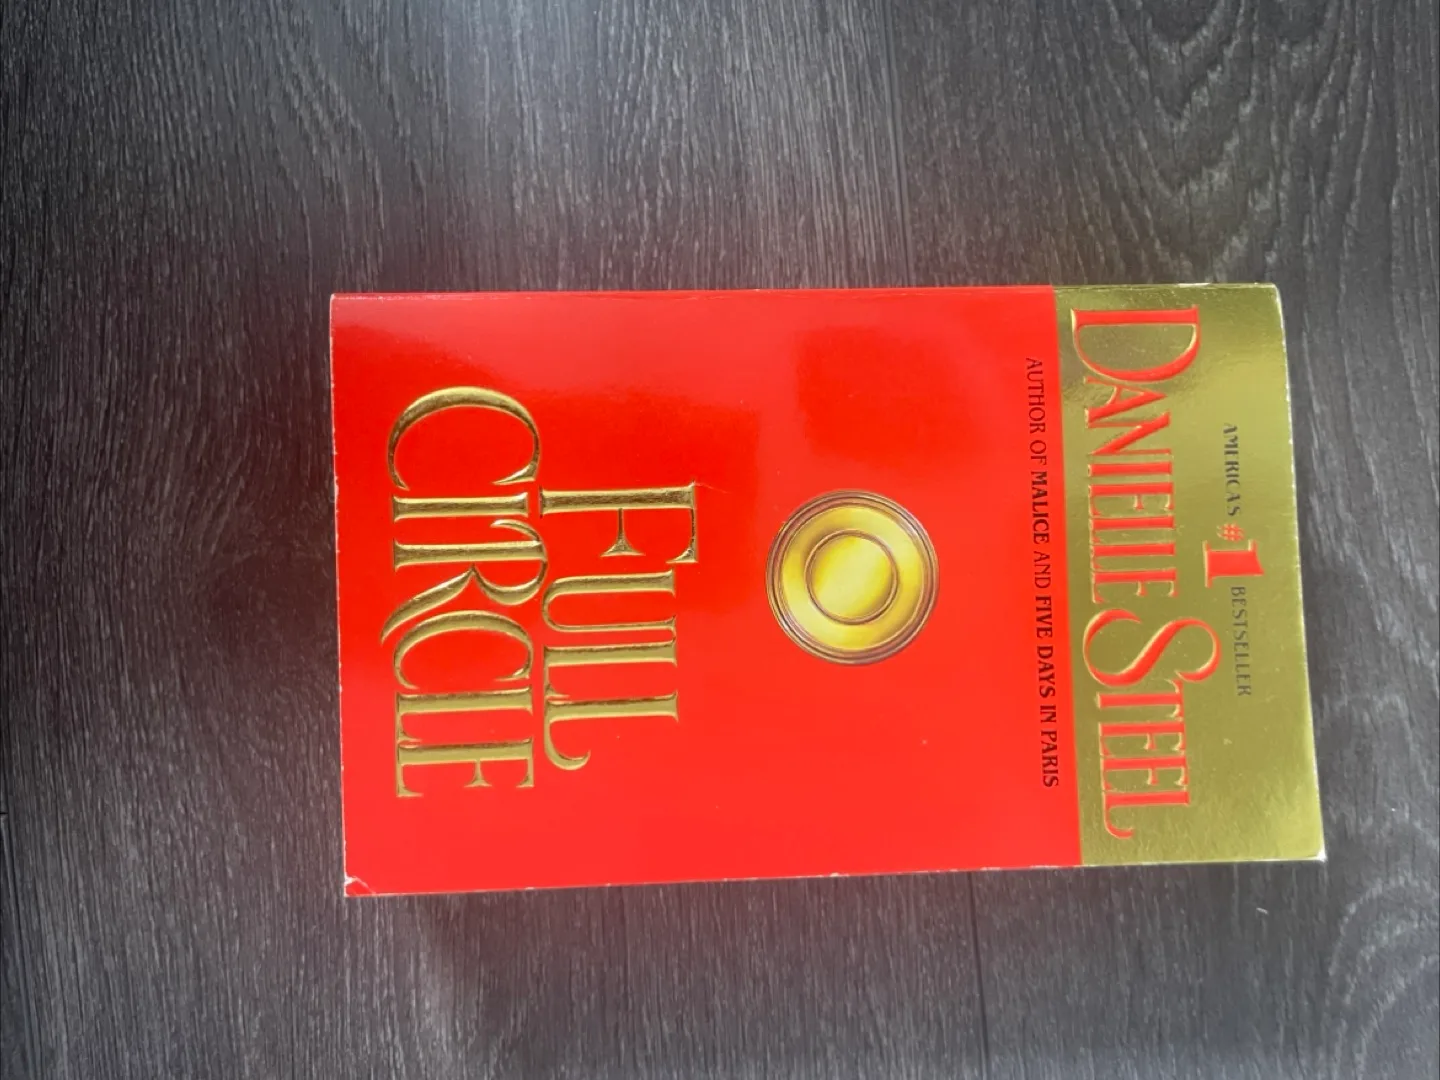 AMERICA'S #1 BESTSELLER
DANIELLE STEEL
AUTHOR OF MALICE AND FIVE DAYS IN PARIS
FULL
CIRCLE